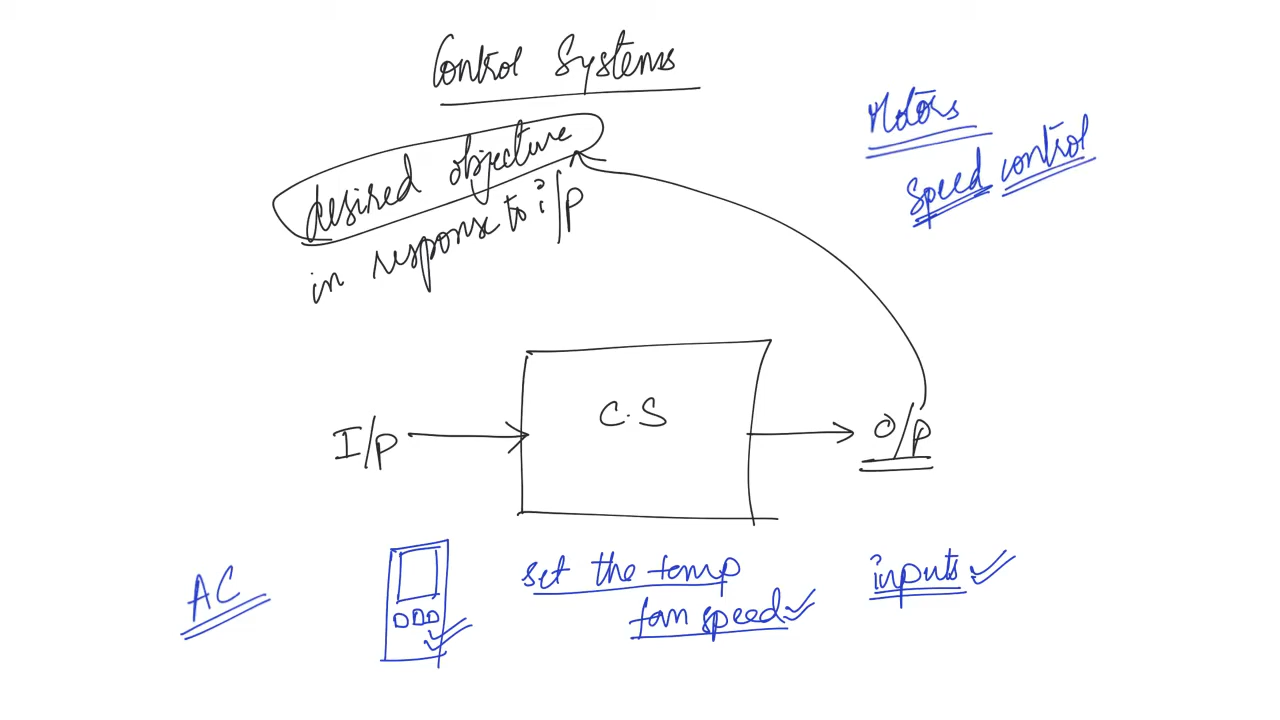 Control Systems
desired objective
in response to i/p
Motors
speed control
I/p
C.S
O/p
AC
set the temp
fan speed
inputs